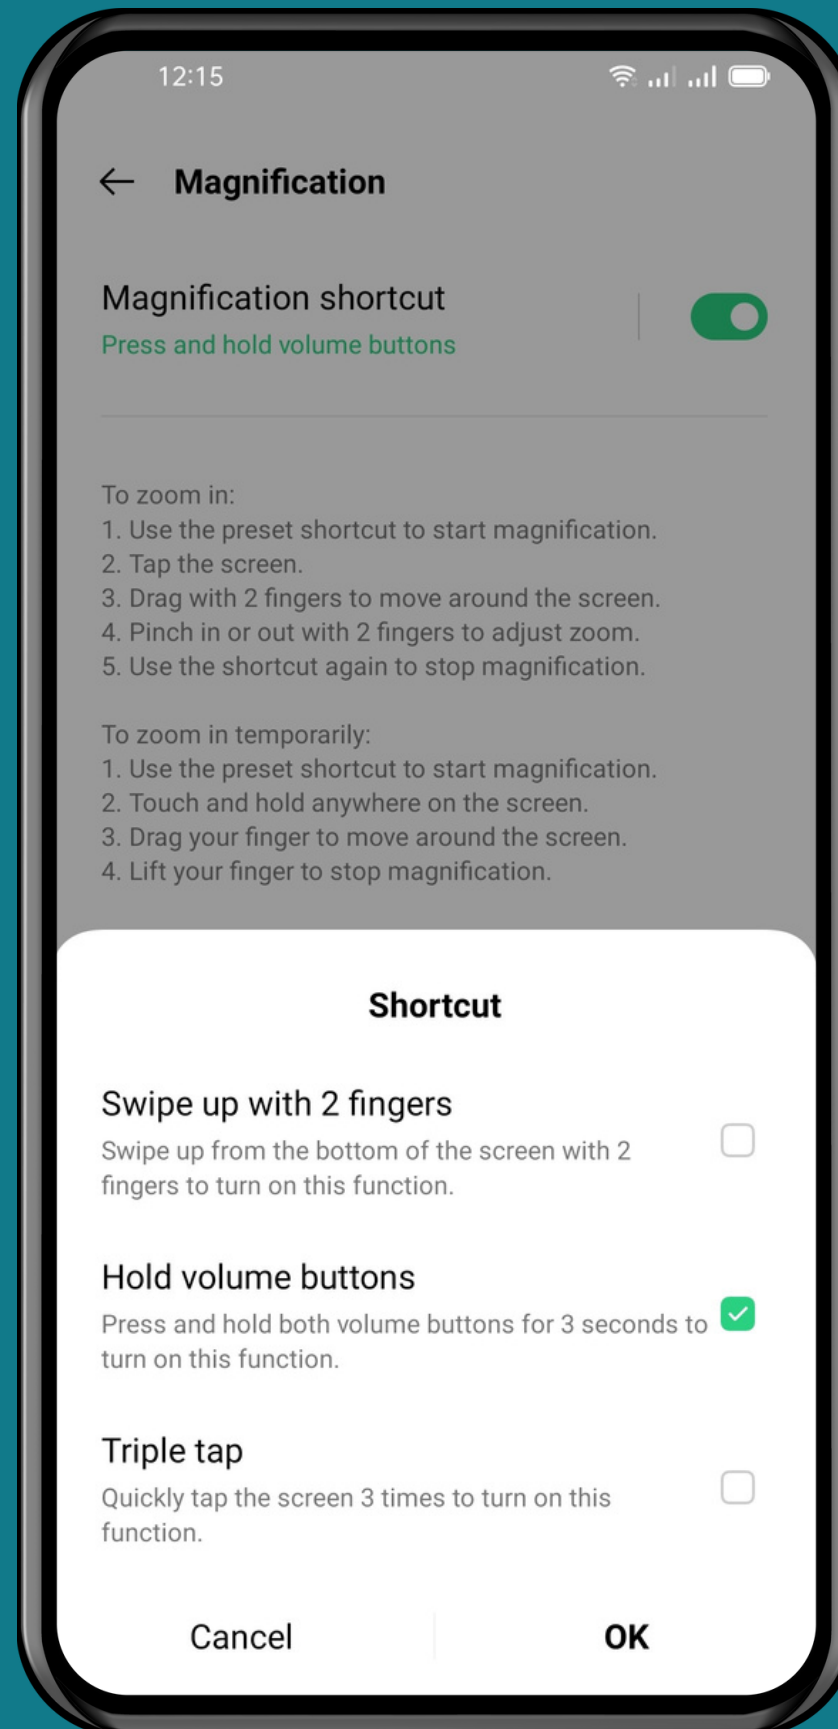 12:15
Magnification
Magnification shortcut
Press and hold volume buttons
To zoom in:
1. Use the preset shortcut to start magnification.
2. Tap the screen.
3. Drag with 2 fingers to move around the screen.
4. Pinch in or out with 2 fingers to adjust zoom.
5. Use the shortcut again to stop magnification.
To zoom in temporarily:
1. Use the preset shortcut to start magnification.
2. Touch and hold anywhere on the screen.
3. Drag your finger to move around the screen.
4. Lift your finger to stop magnification.
Shortcut
Swipe up with 2 fingers
Swipe up from the bottom of the screen with 2
fingers to turn on this function.
Hold volume buttons
Press and hold both volume buttons for 3 seconds to
turn on this function.
Triple tap
Quickly tap the screen 3 times to turn on this
function.
Cancel
OK